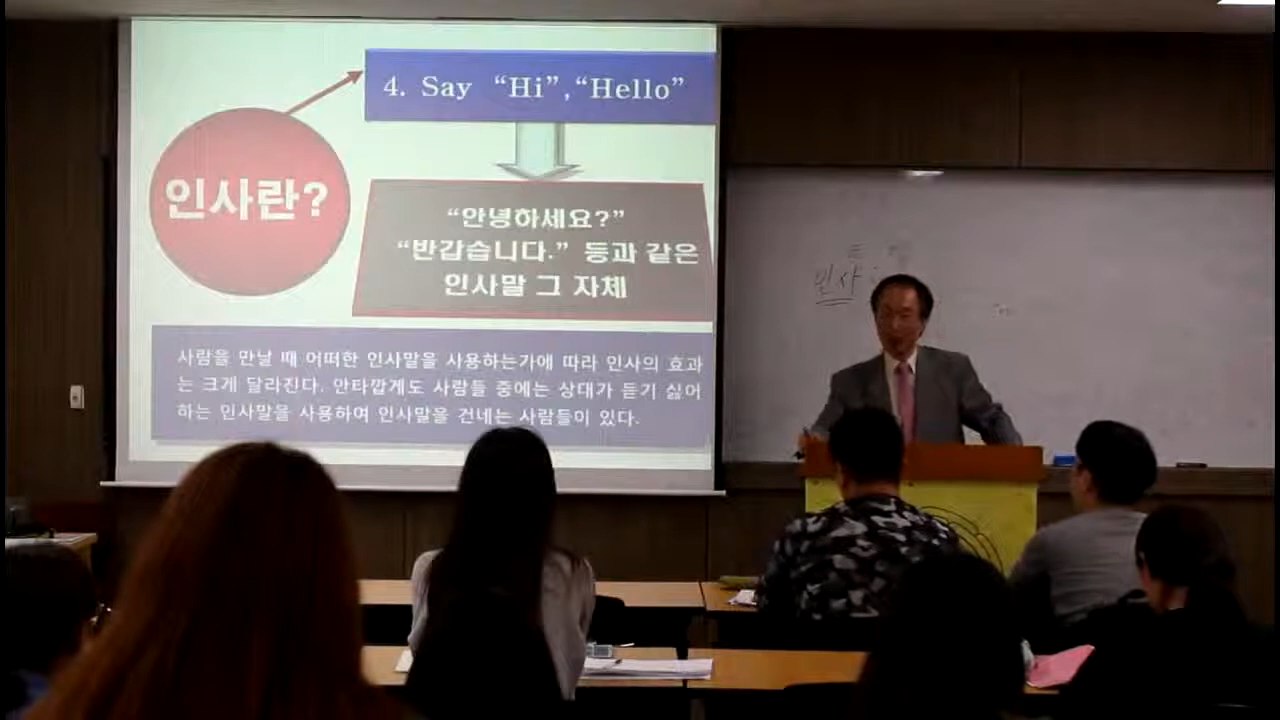 4. Say “Hi”,“Hello”
인사란?
“안녕하세요?”
“반갑습니다.” 등과 같은
인사말 그 자체
사람을 만날 때 어떠한 인사말을 사용하는가에 따라 인사의 효과
는 크게 달라진다. 안타깝게도 사람들 중에는 상대가 듣기 싫어
하는 인사말을 사용하여 인사말을 건네는 사람들이 있다.
인사